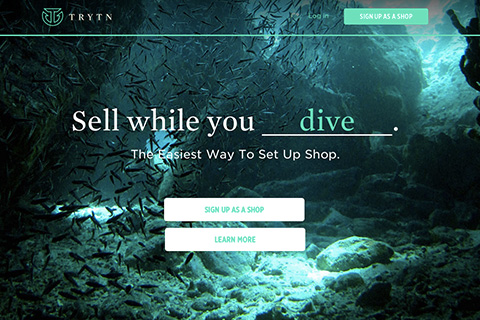 TRYTN
Log In
SIGN UP AS A SHOP
Sell while you dive.
The Easiest Way To Set Up Shop.
SIGN UP AS A SHOP
LEARN MORE